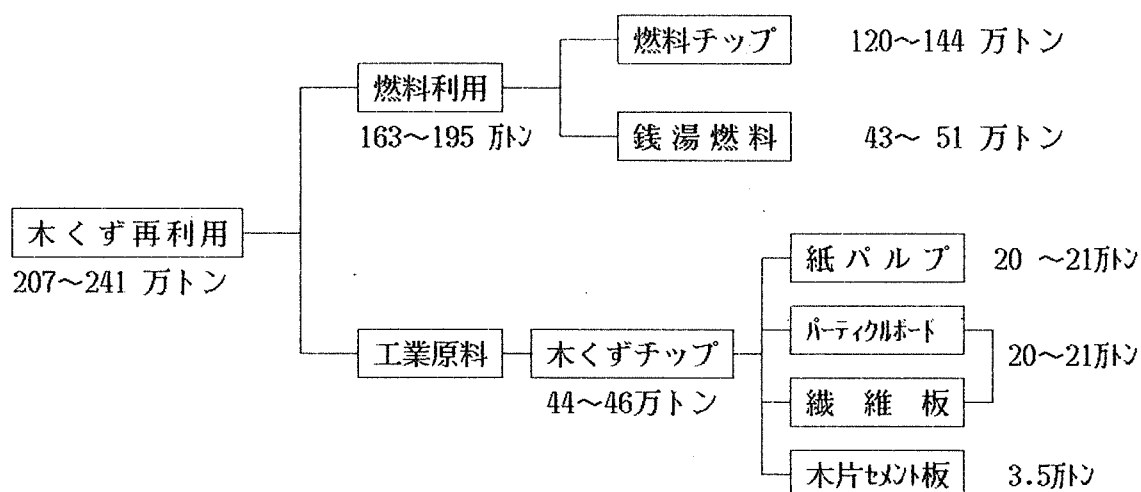 燃料チップ 120～144 万トン
燃料利用
163～195 万トン
銭湯燃料 43～ 51 万トン
木くず再利用
207～241 万トン
紙パルプ 20 ～21万トン
パーティクルボード
工業原料 木くずチップ
20～21万トン
44～46万トン
繊維板
木片セメント板 3.5万トン